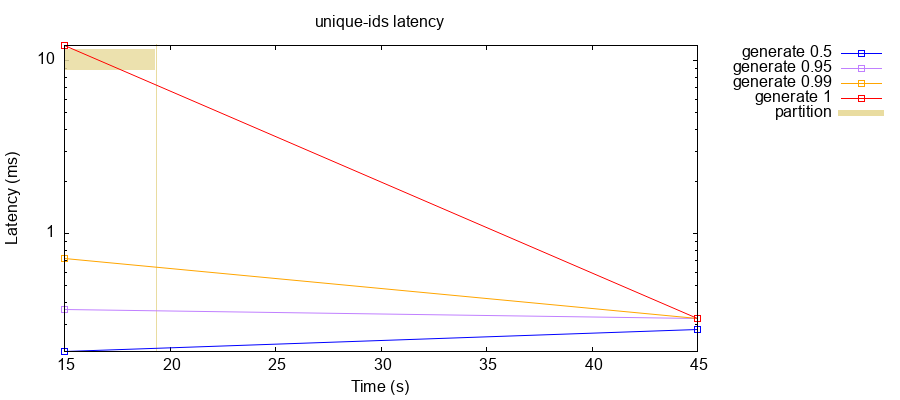 unique-ids latency
10
1
Latency (ms)
15 20 25 30 35 40 45
Time (s)
generate 0.5
generate 0.95
generate 0.99
generate 1
partition